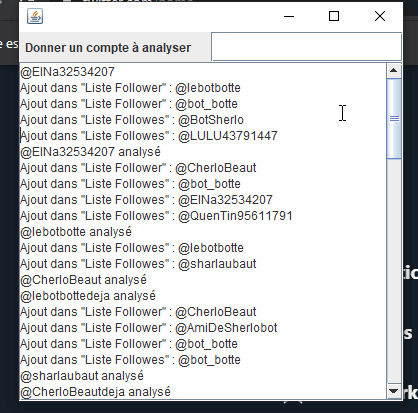 Donner un compte à analyser
@ElNa32534207
Ajout dans "Liste Follower" : @lebotbotte
Ajout dans "Liste Follower" : @bot_botte
Ajout dans "Liste Followes" : @BotSherlo
Ajout dans "Liste Followes" : @LULU43791447
@ElNa32534207 analysé
Ajout dans "Liste Follower" : @CherloBeaut
Ajout dans "Liste Follower" : @bot_botte
Ajout dans "Liste Followes" : @ElNa32534207
Ajout dans "Liste Followes" : @QuenTin95611791
@lebotbotte analysé
Ajout dans "Liste Followes" : @lebotbotte
Ajout dans "Liste Followes" : @sharlaubaut
@CherloBeaut analysé
@lebotbottedeja analysé
Ajout dans "Liste Follower" : @CherloBeaut
Ajout dans "Liste Follower" : @AmiDeSherlobot
Ajout dans "Liste Follower" : @bot_botte
Ajout dans "Liste Followes" : @bot_botte
@sharlaubaut analysé
@CherloBeautdeja analysé